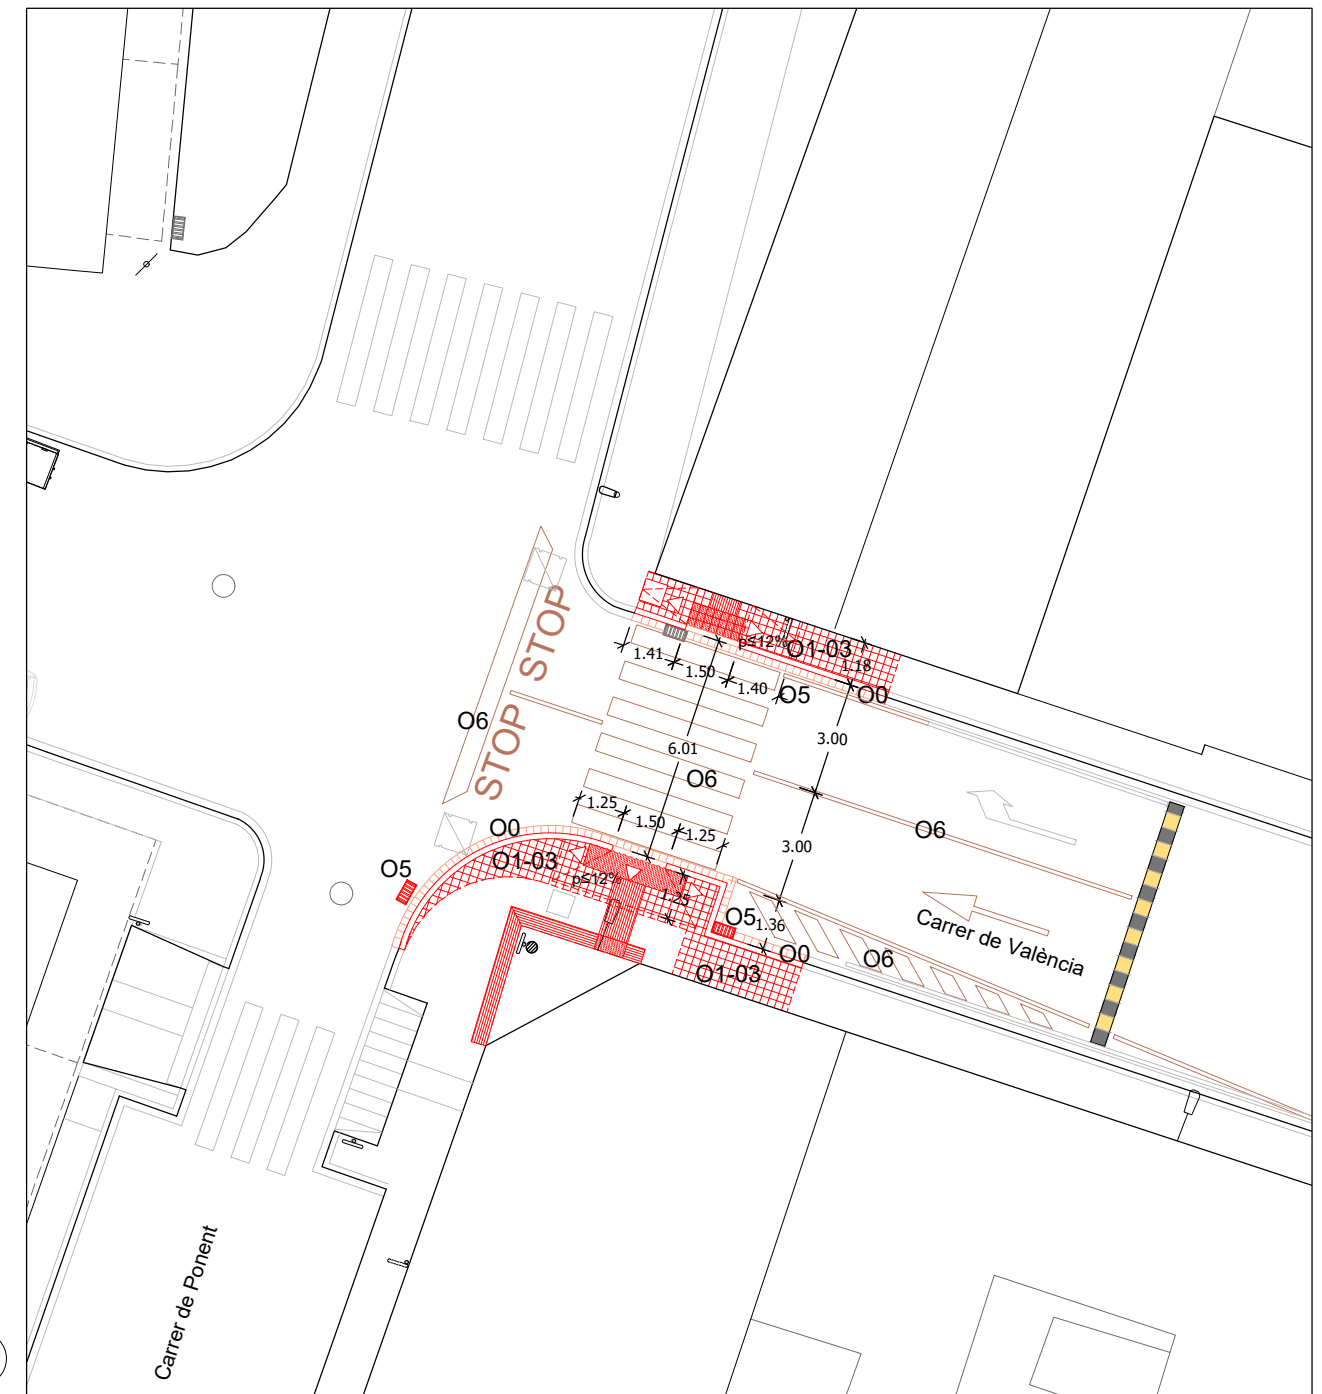 STOP
STOP
O6
p≤12%
O1-03
1.18
1.41
1.50
1.40
O5
O0
3.00
6.01
O6
1.25
1.50
1.25
3.00
O6
O0
O5
O1-03
p≤12%
1.25
O5
1.36
O0
O6
O1-03
Carrer de València
Carrer de Ponent